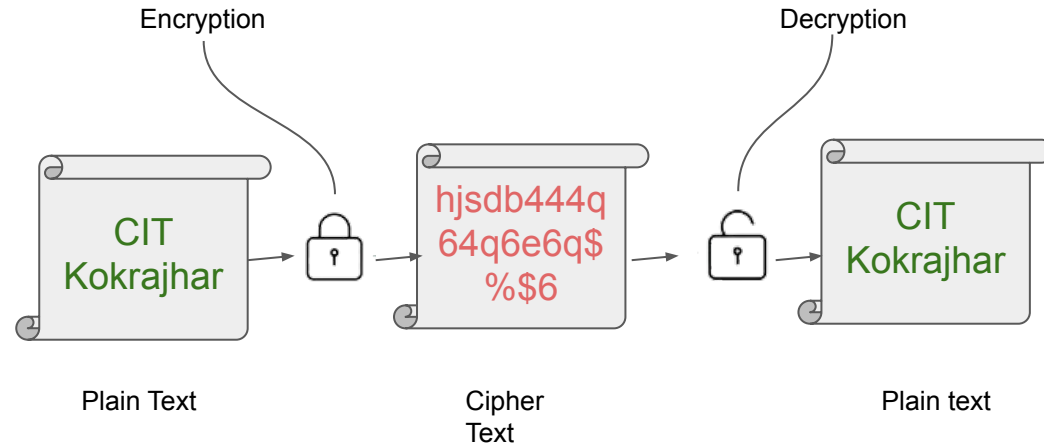 Encryption
Decryption
CIT
Kokrajhar
hjsdb444q
64q6e6q$
%$6
CIT
Kokrajhar
Plain Text
Cipher
Text
Plain text